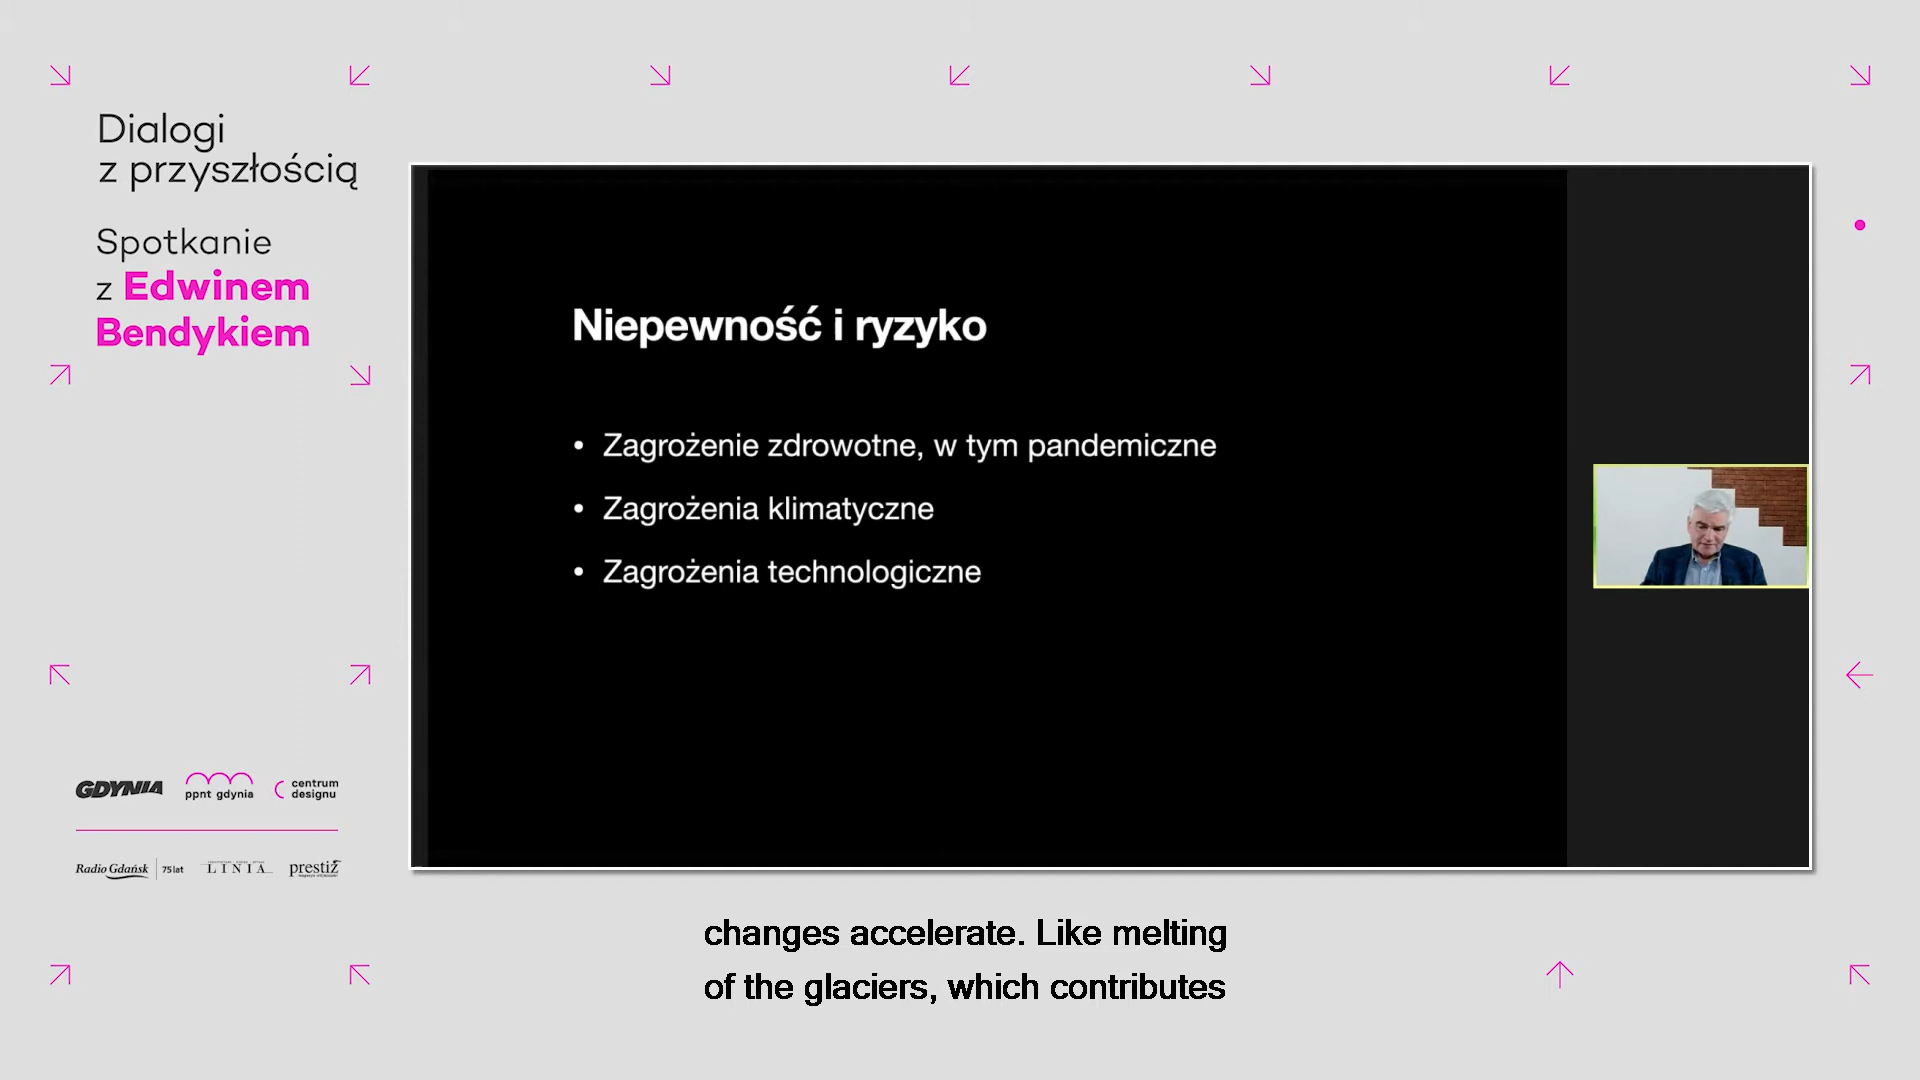 Dialogi
z przyszłością
Spotkanie
z Edwinem
Bendykiem
Niepewność i ryzyko
• Zagrożenie zdrowotne, w tym pandemiczne
• Zagrożenia klimatyczne
• Zagrożenia technologiczne
GDYNIA
ppnt gdynia
centrum
designu
Radio Gdańsk
75 lat
LINIA
prestiż
changes accelerate. Like melting
of the glaciers, which contributes